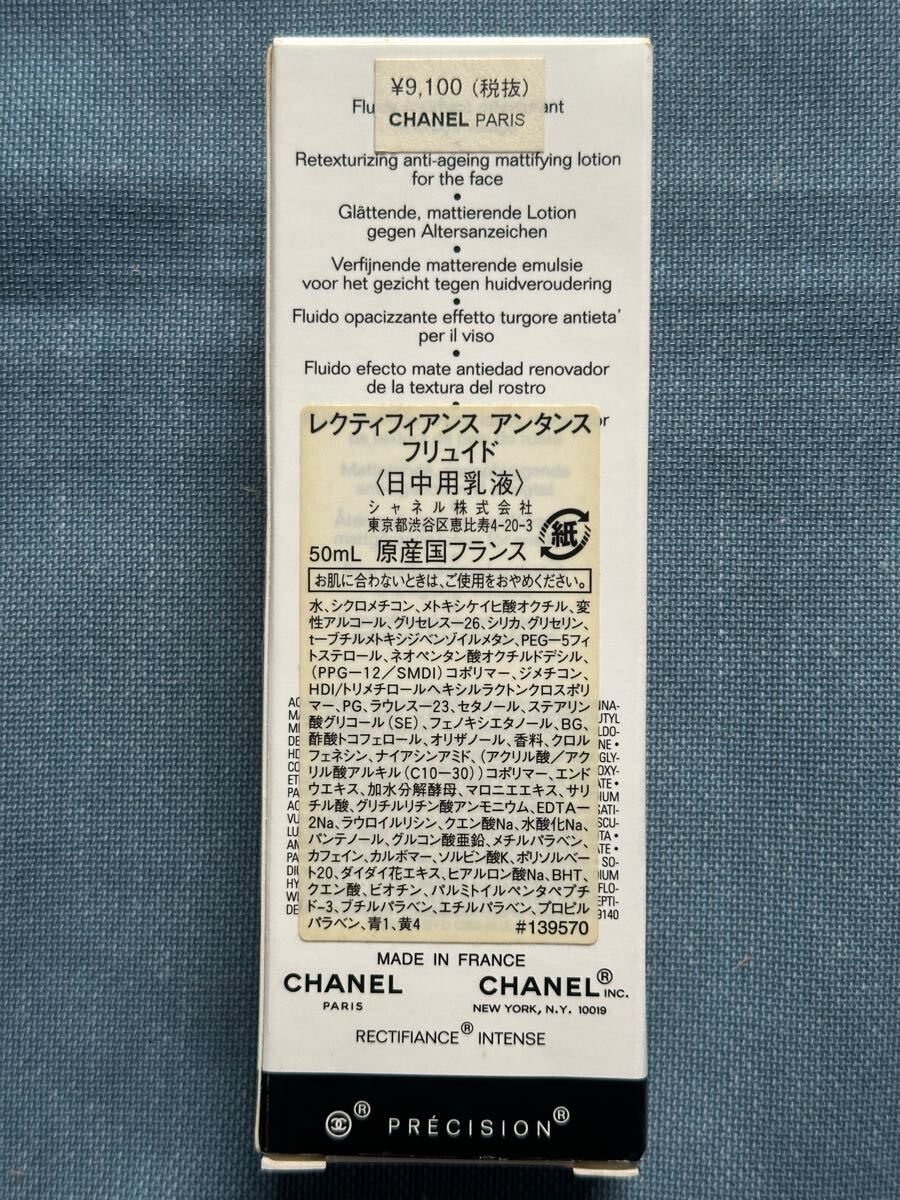 ¥9,100 (税抜)
CHANEL PARIS
Retexturizing anti-ageing mattifying lotion
for the face
•
Glättende, mattierende Lotion
gegen Altersanzeichen
•
Verfijnende matterende emulsie
voor het gezicht tegen huidveroudering
•
Fluido opacizzante effetto turgore antieta'
per il viso
•
Fluido efecto mate antiedad renovador
de la textura del rostro
レクティフィアンス アンタンス
フリュイド
〈日中用乳液〉
シャネル株式会社
東京都渋谷区恵比寿4-20-3
紙
50mL 原産国フランス
お肌に合わないときは、ご使用をおやめください。
水、シクロメチコン、メトキシケイヒ酸オクチル、変
性アルコール、グリセレス-26、シリカ、グリセリン、
t-ブチルメトキシジベンゾイルメタン、PEG-5フィ
トステロール、ネオペンタン酸オクチルドデシル、
(PPG-12/SMDI)コポリマー、ジメチコン、
HDI/トリメチロールヘキシルラクトンクロスポリ
マー、PG、ラウレス-23、セタノール、ステアリン
酸グリコール(SE)、フェノキシエタノール、BG、
酢酸トコフェロール、オリザノール、香料、クロル
フェネシン、ナイアシンアミド、(アクリル酸/アク
リル酸アルキル(C10-30))コポリマー、エンド
ウエキス、加水分解酵母、マロニエエキス、サリ
チル酸、グリチルリチン酸アンモニウム、EDTA-
2Na、ラウロイルリシン、クエン酸Na、水酸化Na、
パンテノール、グルコン酸亜鉛、メチルパラベン、
カフェイン、カルボマー、ソルビン酸K、ポリソルベー
ト20、ダイダイ花エキス、ヒアルロン酸Na、BHT、
クエン酸、ビオチン、パルミトイルペンタペプチ
ド-3、ブチルパラベン、エチルパラベン、プロピル
パラベン、青1、黄4
#139570
MADE IN FRANCE
CHANEL
PARIS
CHANEL® INC.
NEW YORK, N.Y. 10019
RECTIFIANCE® INTENSE
® PRÉCISION®